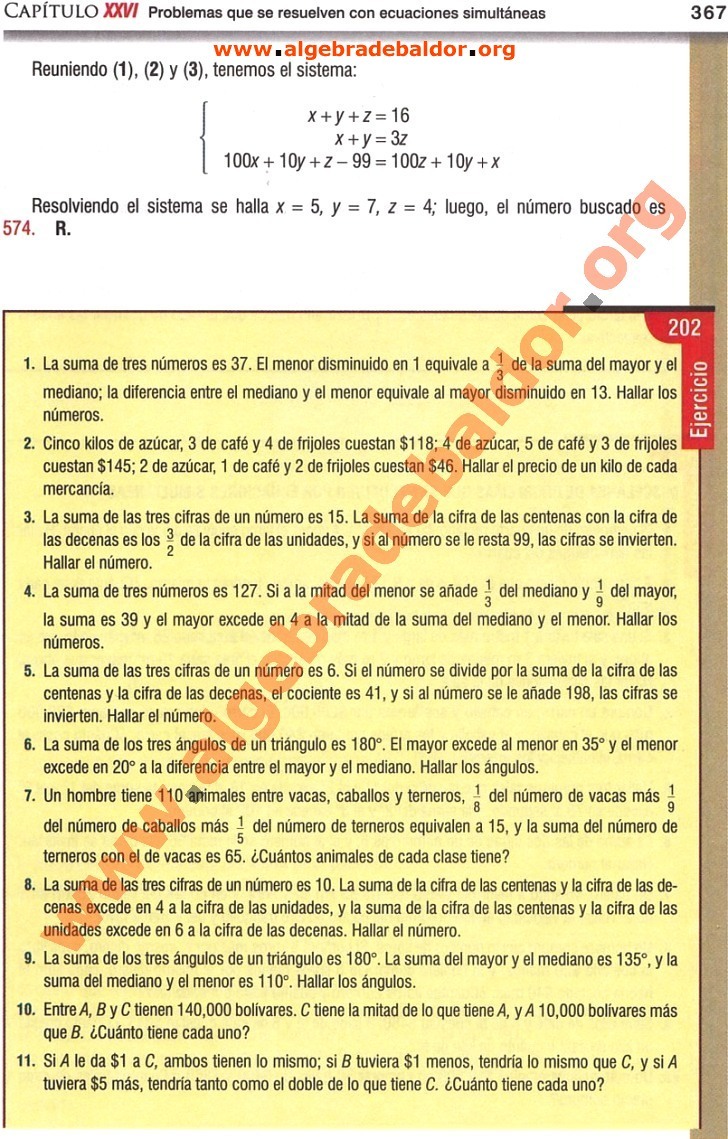 CAPÍTULO XXVI Problemas que se resuelven con ecuaciones simultáneas 367
www.algebradebaldor.org
Reuniendo (1), (2) y (3), tenemos el sistema:
x + y + z = 16
x + y = 3z
100x + 10y + z – 99 = 100z + 10y + x
Resolviendo el sistema se halla x = 5, y = 7, z = 4; luego, el número buscado es
574. R.
202
Ejercicio
1. La suma de tres números es 37. El menor disminuido en 1 equivale a 1/3 de la suma del mayor y el
mediano; la diferencia entre el mediano y el menor equivale al mayor disminuido en 13. Hallar los
números.
2. Cinco kilos de azúcar, 3 de café y 4 de frijoles cuestan $118; 4 de azúcar, 5 de café y 3 de frijoles
cuestan $145; 2 de azúcar, 1 de café y 2 de frijoles cuestan $46. Hallar el precio de un kilo de cada
mercancía.
3. La suma de las tres cifras de un número es 15. La suma de la cifra de las centenas con la cifra de
las decenas es los 3/2 de la cifra de las unidades, y si al número se le resta 99, las cifras se invierten.
Hallar el número.
4. La suma de tres números es 127. Si a la mitad del menor se añade 1/3 del mediano y 1/9 del mayor,
la suma es 39 y el mayor excede en 4 a la mitad de la suma del mediano y el menor. Hallar los
números.
5. La suma de las tres cifras de un número es 6. Si el número se divide por la suma de la cifra de las
centenas y la cifra de las decenas, el cociente es 41, y si al número se le añade 198, las cifras se
invierten. Hallar el número.
6. La suma de los tres ángulos de un triángulo es 180°. El mayor excede al menor en 35° y el menor
excede en 20° a la diferencia entre el mayor y el mediano. Hallar los ángulos.
7. Un hombre tiene 110 animales entre vacas, caballos y terneros, 1/8 del número de vacas más 1/9
del número de caballos más 1/5 del número de terneros equivalen a 15, y la suma del número de
terneros con el de vacas es 65. ¿Cuántos animales de cada clase tiene?
8. La suma de las tres cifras de un número es 10. La suma de la cifra de las centenas y la cifra de las de-
cenas excede en 4 a la cifra de las unidades, y la suma de la cifra de las centenas y la cifra de las
unidades excede en 6 a la cifra de las decenas. Hallar el número.
9. La suma de los tres ángulos de un triángulo es 180°. La suma del mayor y el mediano es 135°, y la
suma del mediano y el menor es 110°. Hallar los ángulos.
10. Entre A, B y C tienen 140,000 bolívares. C tiene la mitad de lo que tiene A, y A 10,000 bolívares más
que B. ¿Cuánto tiene cada uno?
11. Si A le da $1 a C, ambos tienen lo mismo; si B tuviera $1 menos, tendría lo mismo que C, y si A
tuviera $5 más, tendría tanto como el doble de lo que tiene C. ¿Cuánto tiene cada uno?
www.algebradebaldor.org